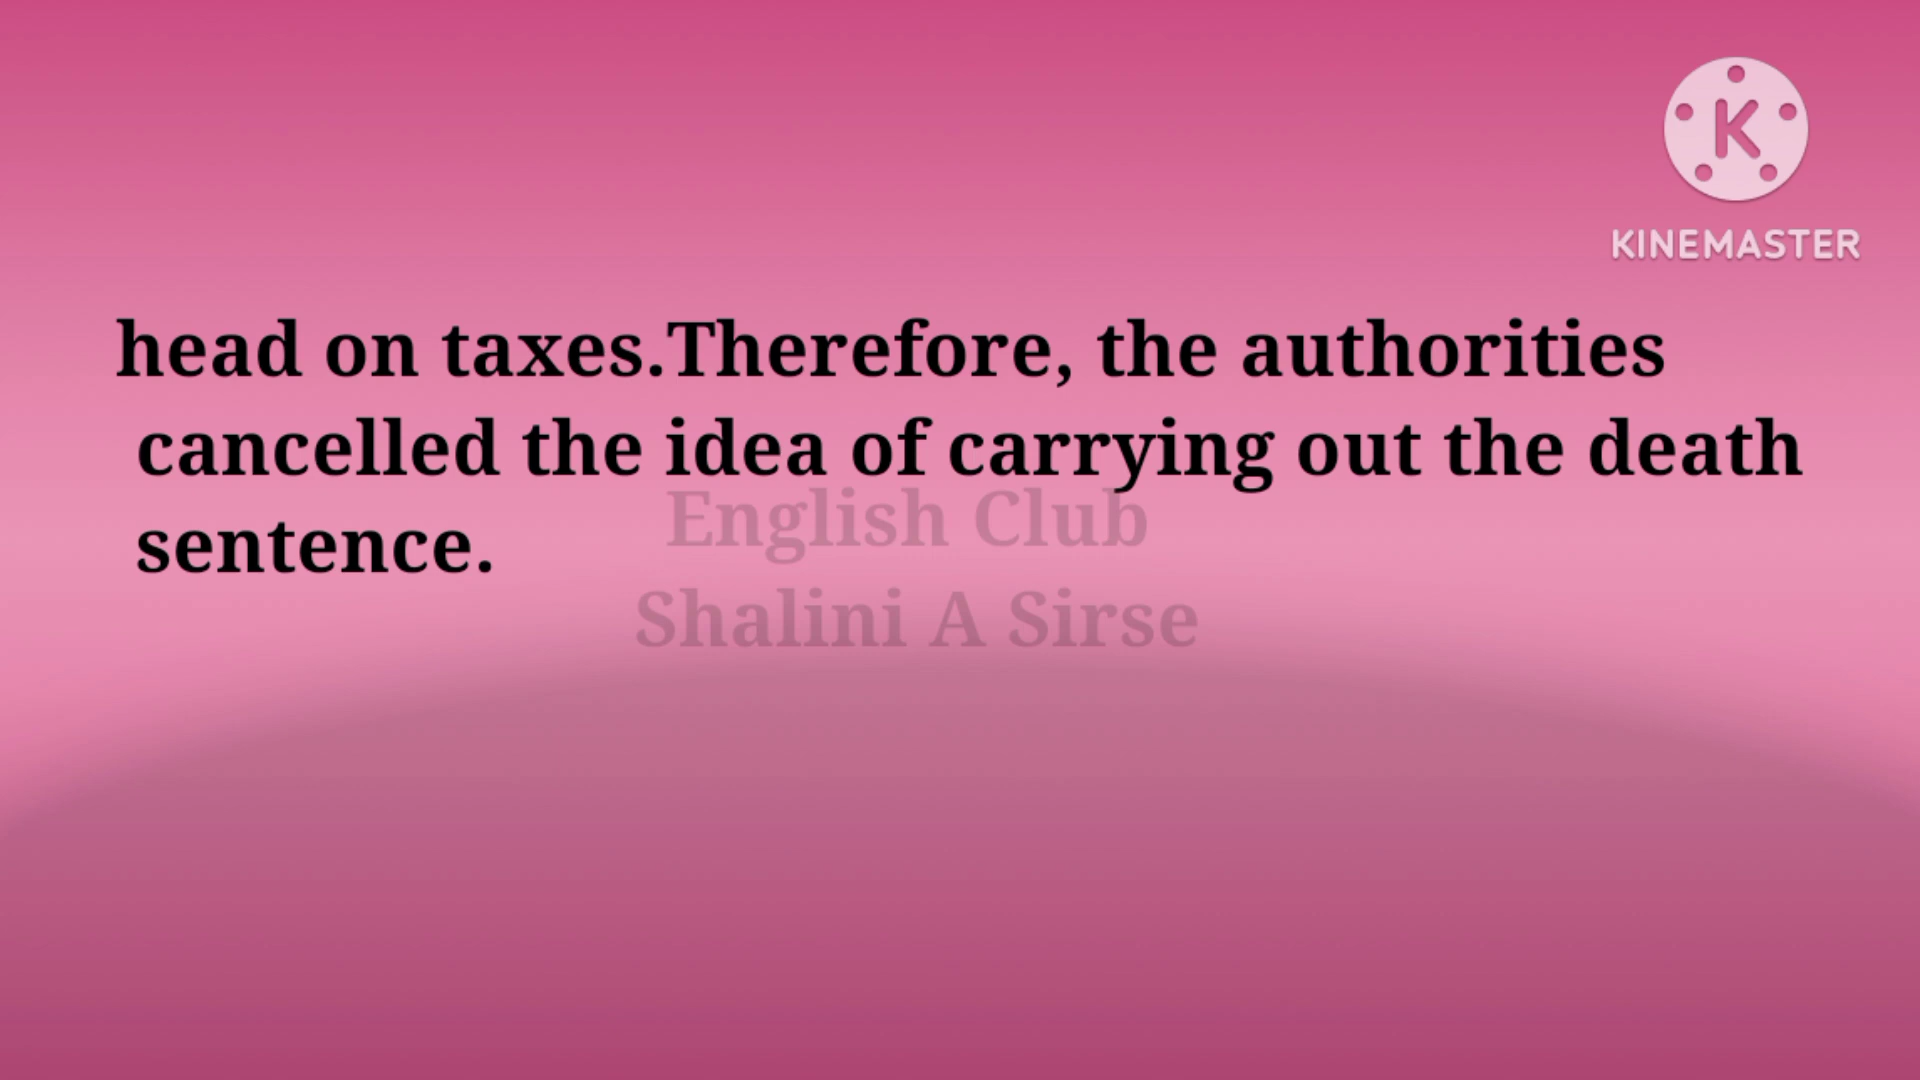 K
KINEMASTER
head on taxes.Therefore, the authorities
cancelled the idea of carrying out the death
sentence.
English Club
Shalini A Sirse